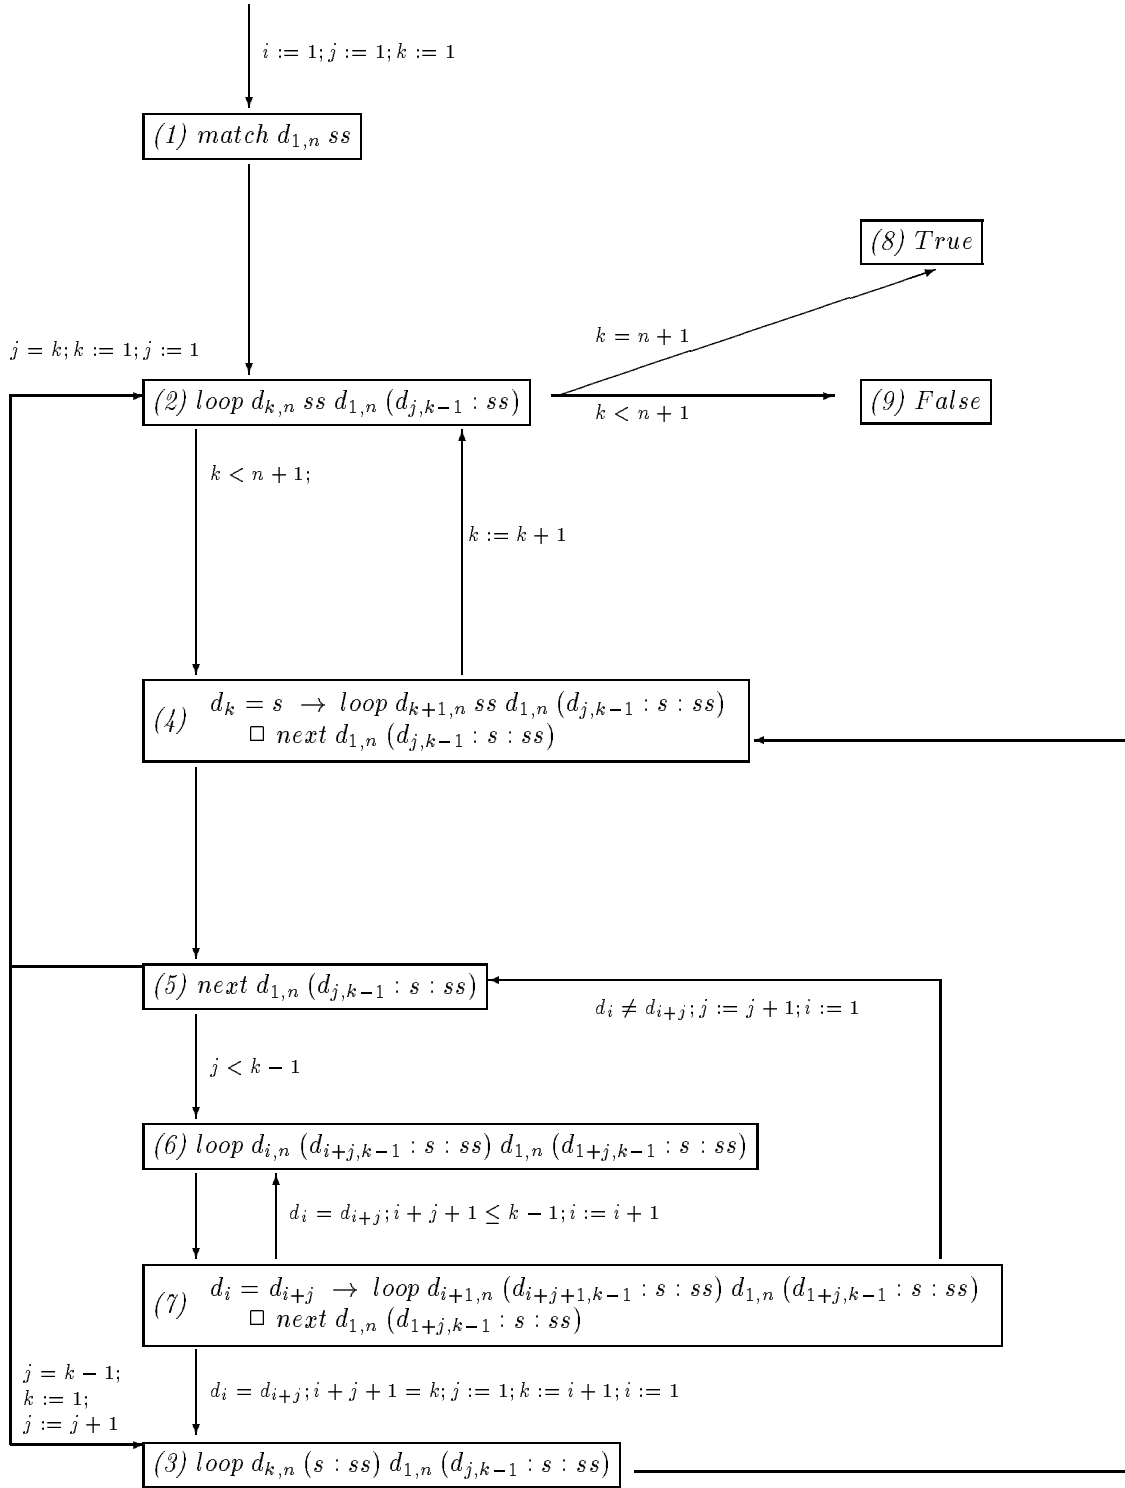 i := 1; j := 1; k := 1
(1) match d_{1,n} ss
(8) True
k = n + 1
j = k; k := 1; j := 1
(2) loop d_{k,n} ss d_{1,n} (d_{j,k−1} : ss)
(9) False
k < n + 1
k < n + 1;
k := k + 1
(4) d_k = s → loop d_{k+1,n} ss d_{1,n} (d_{j,k−1} : s : ss)
□ next d_{1,n} (d_{j,k−1} : s : ss)
(5) next d_{1,n} (d_{j,k−1} : s : ss)
d_i ≠ d_{i+j}; j := j + 1; i := 1
j < k − 1
(6) loop d_{i,n} (d_{i+j,k−1} : s : ss) d_{1,n} (d_{1+j,k−1} : s : ss)
d_i = d_{i+j}; i + j + 1 ≤ k − 1; i := i + 1
(7) d_i = d_{i+j} → loop d_{i+1,n} (d_{i+j+1,k−1} : s : ss) d_{1,n} (d_{1+j,k−1} : s : ss)
□ next d_{1,n} (d_{1+j,k−1} : s : ss)
j = k − 1;
k := 1;
j := j + 1
d_i = d_{i+j}; i + j + 1 = k; j := 1; k := i + 1; i := 1
(3) loop d_{k,n} (s : ss) d_{1,n} (d_{j,k−1} : s : ss)